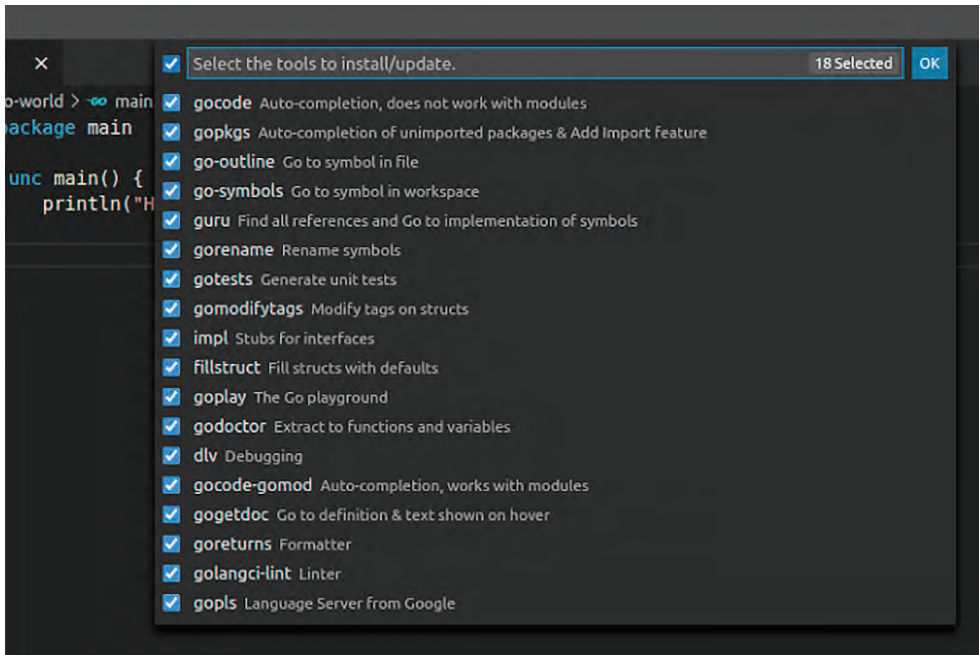 Select the tools to install/update. 18 Selected OK
o-world > main
package main
unc main() {
println("H
gocode Auto-completion, does not work with modules
gopkgs Auto-completion of unimported packages & Add Import feature
go-outline Go to symbol in file
go-symbols Go to symbol in workspace
guru Find all references and Go to implementation of symbols
gorename Rename symbols
gotests Generate unit tests
gomodifytags Modify tags on structs
impl Stubs for interfaces
fillstruct Fill structs with defaults
goplay The Go playground
godoctor Extract to functions and variables
dlv Debugging
gocode-gomod Auto-completion, works with modules
gogetdoc Go to definition & text shown on hover
goreturns Formatter
golangci-lint Linter
gopls Language Server from Google